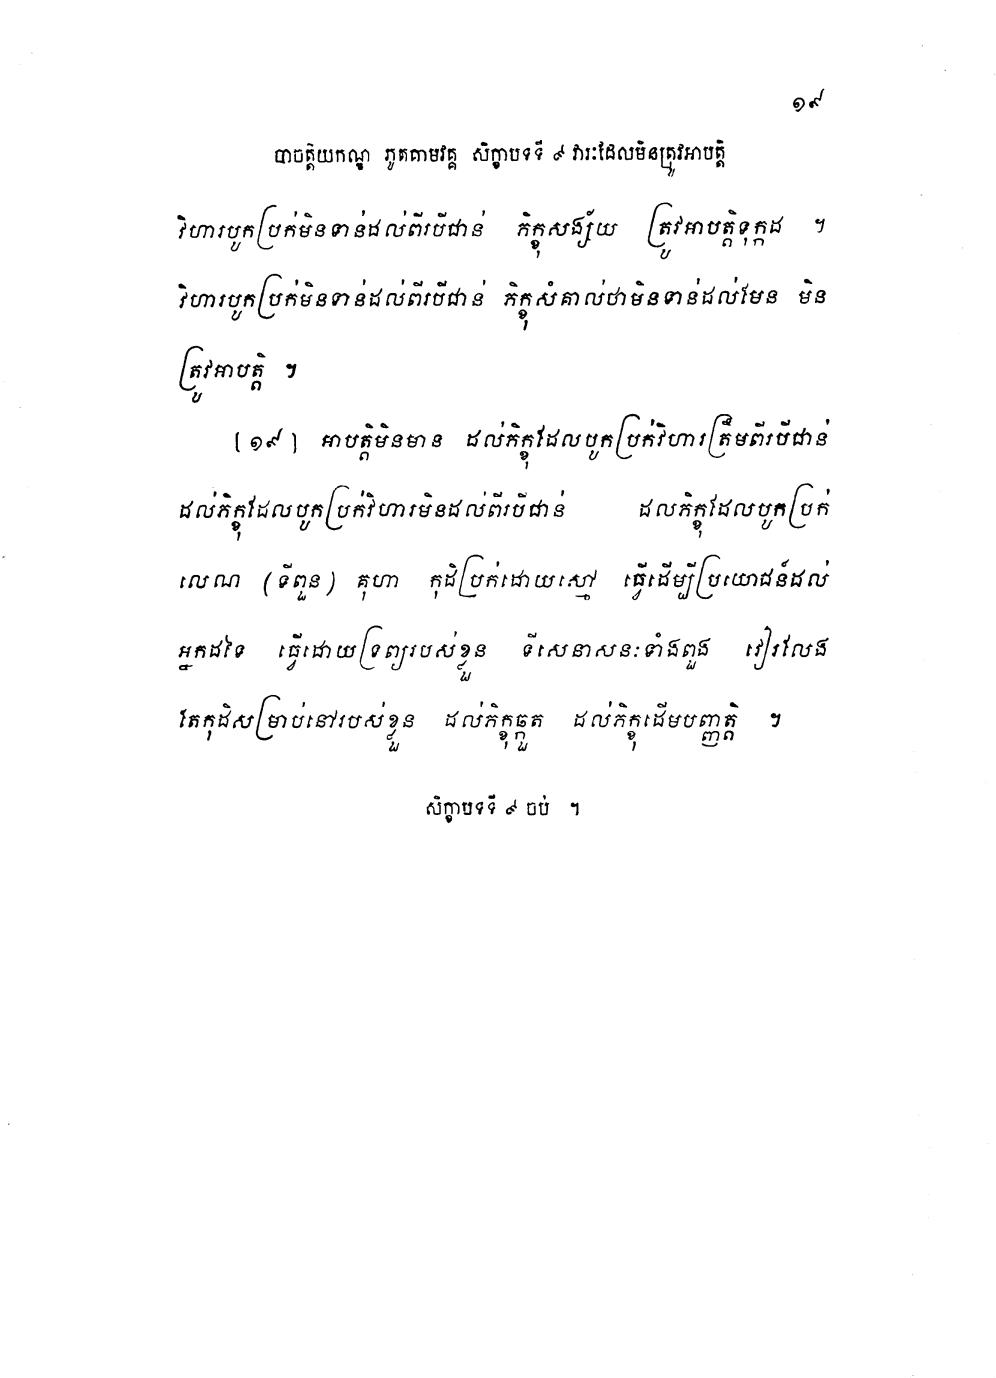 ១៩
បាចត្តិយកណ្ឌ ភូតគាមវគ្គ សិក្ខាបទទី ៩ វារៈដែលមិនត្រូវអាបត្តិ
វិហារបូកប្រក់មិនទាន់ដល់ពីរបីជាន់ ភិក្ខុសង្ស័យ ត្រូវអាបត្តិទុក្កដ ។
វិហារបូកប្រក់មិនទាន់ដល់ពីរបីជាន់ ភិក្ខុសំគាល់ថាមិនទាន់ដល់មែន មិន
ត្រូវអាបត្តិ ។
[១៩] អាបត្តិមិនមាន ដល់ភិក្ខុដែលបូកប្រក់វិហារត្រឹមពីរបីជាន់
ដល់ភិក្ខុដែលបូកប្រក់វិហារមិនដល់ពីរបីជាន់ ដលភិក្ខុដែលបូកប្រក់
លេណ (ទីពួន) គុហា កុដិប្រក់ដោយស្មៅ ធ្វើដើម្បីប្រយោជន៍ដល់
អ្នកដទៃ ធ្វើដោយទ្រព្យរបស់ខ្លួន ទីសេនាសនៈទាំងពួង វៀរលែង
តែកុដិសម្រាប់នៅរបស់ខ្លួន ដល់ភិក្ខុឆ្កួត ដល់ភិក្ខុដើមបញ្ញត្តិ ។
សិក្ខាបទទី ៩ ចប់ ។